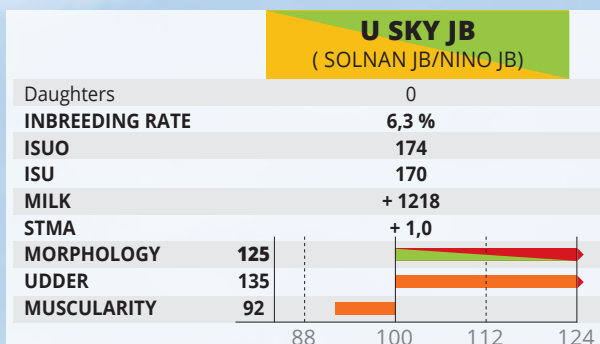 U SKY JB
( SOLNAN JB/NINO JB)
Daughters 0
INBREEDING RATE 6,3 %
ISUO 174
ISU 170
MILK + 1218
STMA + 1,0
MORPHOLOGY 125
UDDER 135
MUSCULARITY 92
88 100 112 124